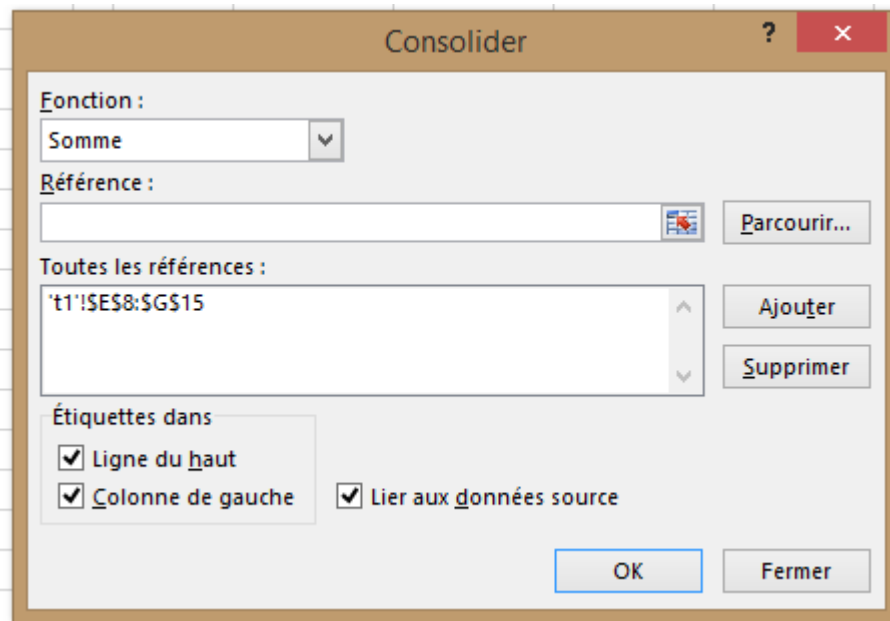 Consolider
?
Fonction :
Somme
Référence :
Parcourir...
Toutes les références :
't1'!$E$8:$G$15
Ajouter
Supprimer
Étiquettes dans
Ligne du haut
Colonne de gauche
Lier aux données source
OK
Fermer